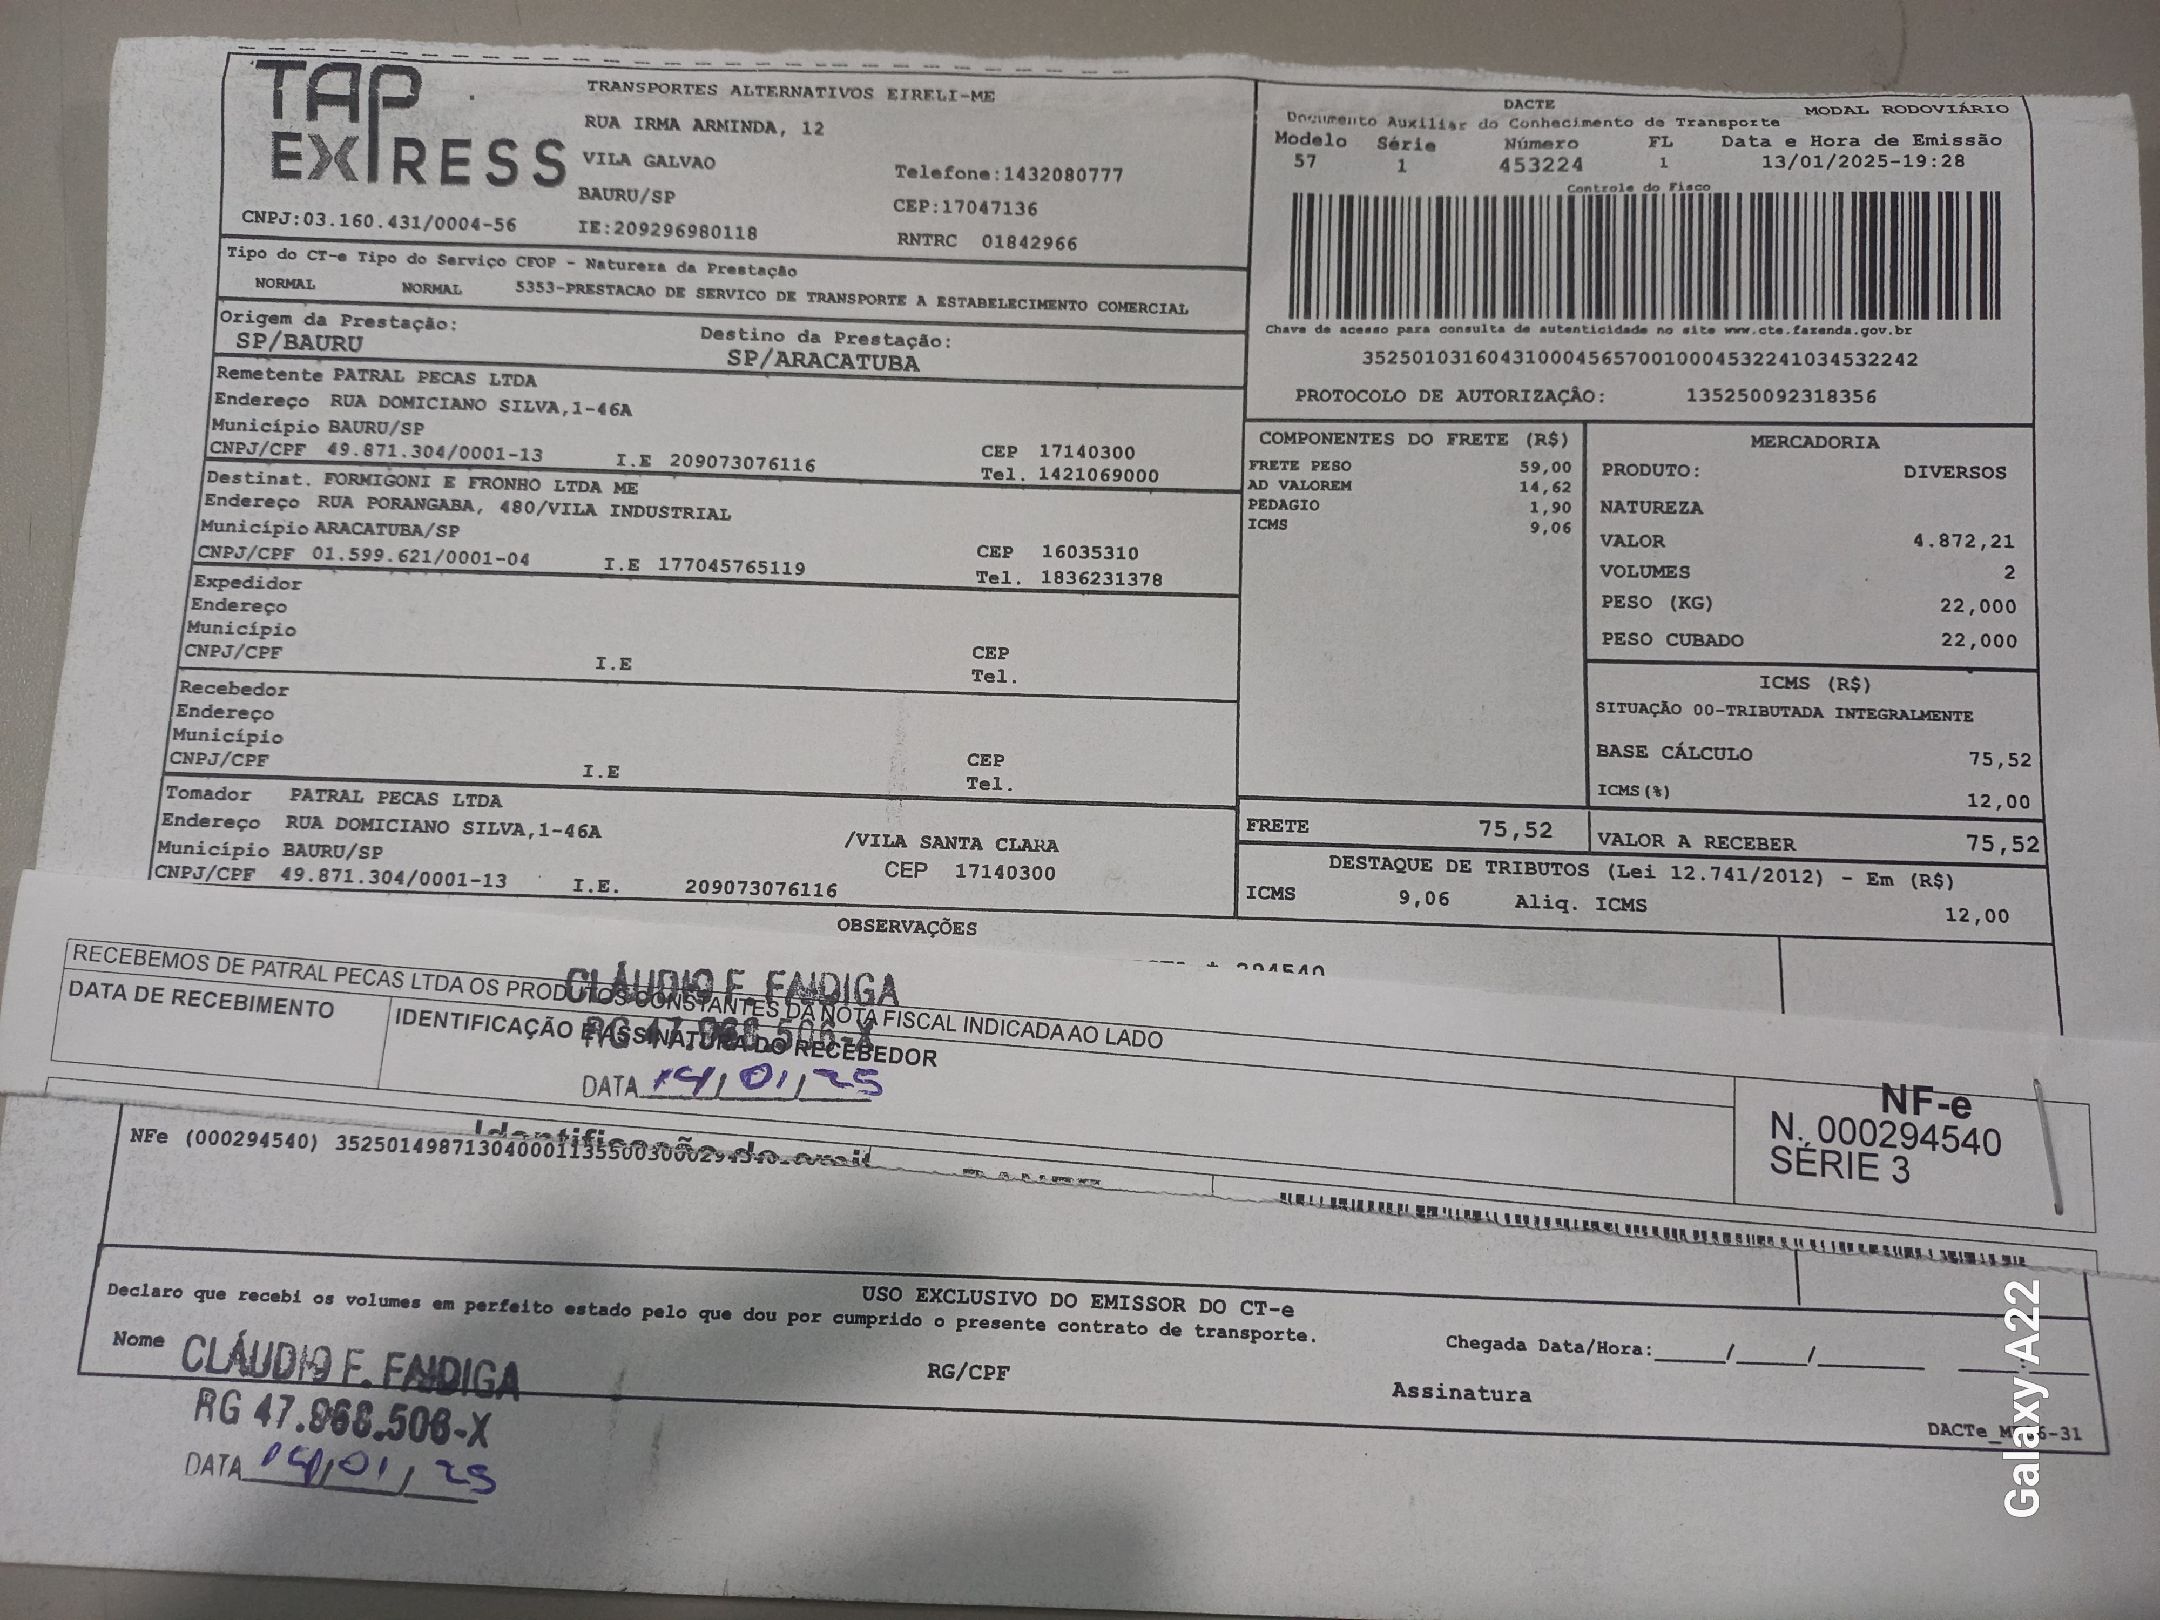 TAP EXPRESS
TRANSPORTES ALTERNATIVOS EIRELI-ME
RUA IRMA ARMINDA, 12
VILA GALVAO
Telefone:1432080777
BAURU/SP
CEP:17047136
CNPJ:03.160.431/0004-56
IE:209296980118
RNTRC 01842966
DACTE
MODAL RODOVIÁRIO
Documento Auxiliar do Conhecimento de Transporte
Modelo Série Número FL Data e Hora de Emissão
57 1 453224 1 13/01/2025-19:28
Controle do Fisco
Chave de acesso para consulta de autenticidade no site www.cte.fazenda.gov.br
35250103160431000456570010004532241034532242
PROTOCOLO DE AUTORIZAÇÂO: 135250092318356
Tipo do CT-e Tipo do Serviço CFOP - Natureza da Prestação
NORMAL NORMAL 5353-PRESTACAO DE SERVICO DE TRANSPORTE A ESTABELECIMENTO COMERCIAL
Origem da Prestação: Destino da Prestação:
SP/BAURU SP/ARACATUBA
Remetente PATRAL PECAS LTDA
Endereço RUA DOMICIANO SILVA,1-46A
Município BAURU/SP CEP 17140300
CNPJ/CPF 49.871.304/0001-13 I.E 209073076116 Tel. 1421069000
Destinat. FORMIGONI E FRONHO LTDA ME
Endereço RUA PORANGABA, 480/VILA INDUSTRIAL
Município ARACATUBA/SP CEP 16035310
CNPJ/CPF 01.599.621/0001-04 I.E 177045765119 Tel. 1836231378
Expedidor
Endereço
Município CEP
CNPJ/CPF I.E Tel.
Recebedor
Endereço
Município CEP
CNPJ/CPF I.E Tel.
Tomador PATRAL PECAS LTDA
Endereço RUA DOMICIANO SILVA,1-46A /VILA SANTA CLARA
Município BAURU/SP CEP 17140300
CNPJ/CPF 49.871.304/0001-13 I.E. 209073076116
COMPONENTES DO FRETE (R$)
FRETE PESO 59,00
AD VALOREM 14,62
PEDAGIO 1,90
ICMS 9,06
MERCADORIA
PRODUTO: DIVERSOS
NATUREZA
VALOR 4.872,21
VOLUMES 2
PESO (KG) 22,000
PESO CUBADO 22,000
ICMS (R$)
SITUAÇÃO 00-TRIBUTADA INTEGRALMENTE
BASE CÁLCULO 75,52
ICMS(%) 12,00
FRETE 75,52
VALOR A RECEBER 75,52
DESTAQUE DE TRIBUTOS (Lei 12.741/2012) - Em (R$)
ICMS 9,06 Aliq. ICMS 12,00
OBSERVAÇÕES
294540
RECEBEMOS DE PATRAL PECAS LTDA OS PRODUTOS CONSTANTES DA NOTA FISCAL INDICADA AO LADO
DATA DE RECEBIMENTO
IDENTIFICAÇÃO E ASSINATURA DO RECEBEDOR
CLÁUDIO F. FAIDIGA
RG 47.968.506-X
DATA 14/01/25
NF-e
N. 000294540
SÉRIE 3
Identificação do emit
NFe (000294540) 35250149871304000113550030002945
USO EXCLUSIVO DO EMISSOR DO CT-e
Declaro que recebi os volumes em perfeito estado pelo que dou por cumprido o presente contrato de transporte.
Nome
RG/CPF
Chegada Data/Hora:____/____/______
Assinatura
CLÁUDIO F. FAIDIGA
RG 47.968.506-X
DATA 14/01/25
Galaxy A22